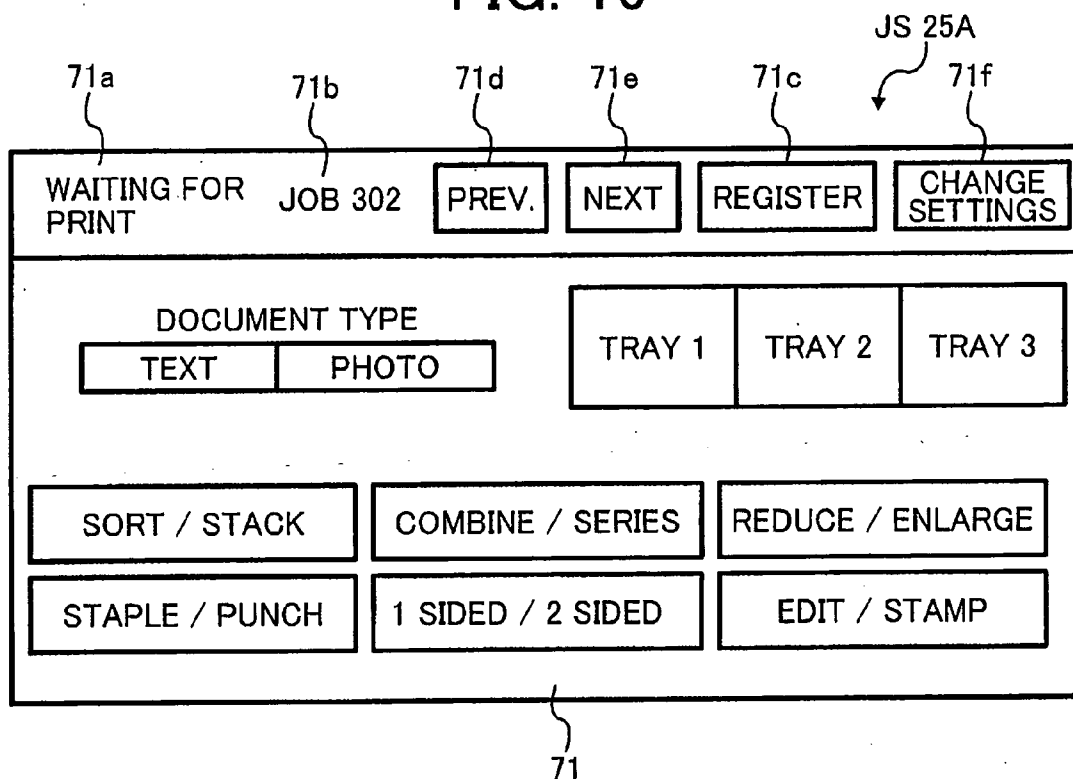 JS 25A
71a 71b 71d 71e 71c 71f
WAITING FOR
PRINT
JOB 302
PREV.
NEXT
REGISTER
CHANGE
SETTINGS
DOCUMENT TYPE
TEXT PHOTO
TRAY 1 TRAY 2 TRAY 3
SORT / STACK COMBINE / SERIES REDUCE / ENLARGE
STAPLE / PUNCH 1 SIDED / 2 SIDED EDIT / STAMP
71